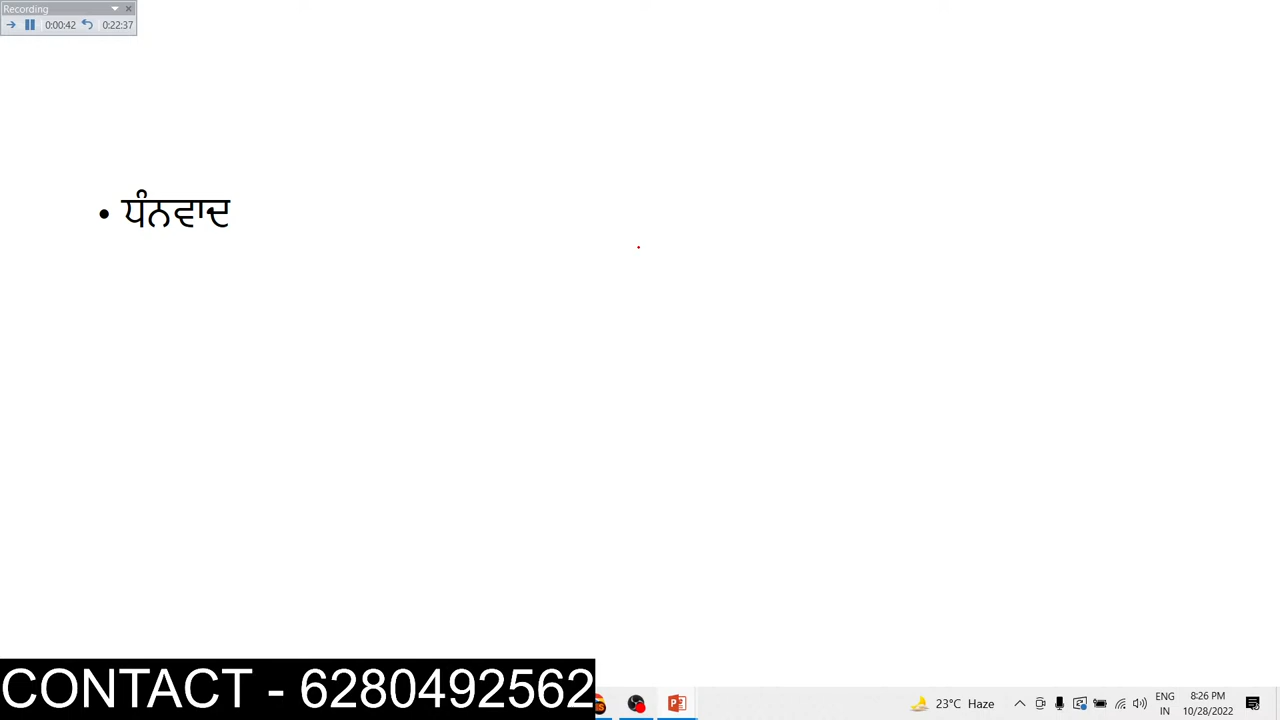 Recording
0:00:42 0:22:37
• ਧੰਨਵਾਦ
CONTACT - 6280492562
23°C Haze
ENG
IN
8:26 PM
10/28/2022